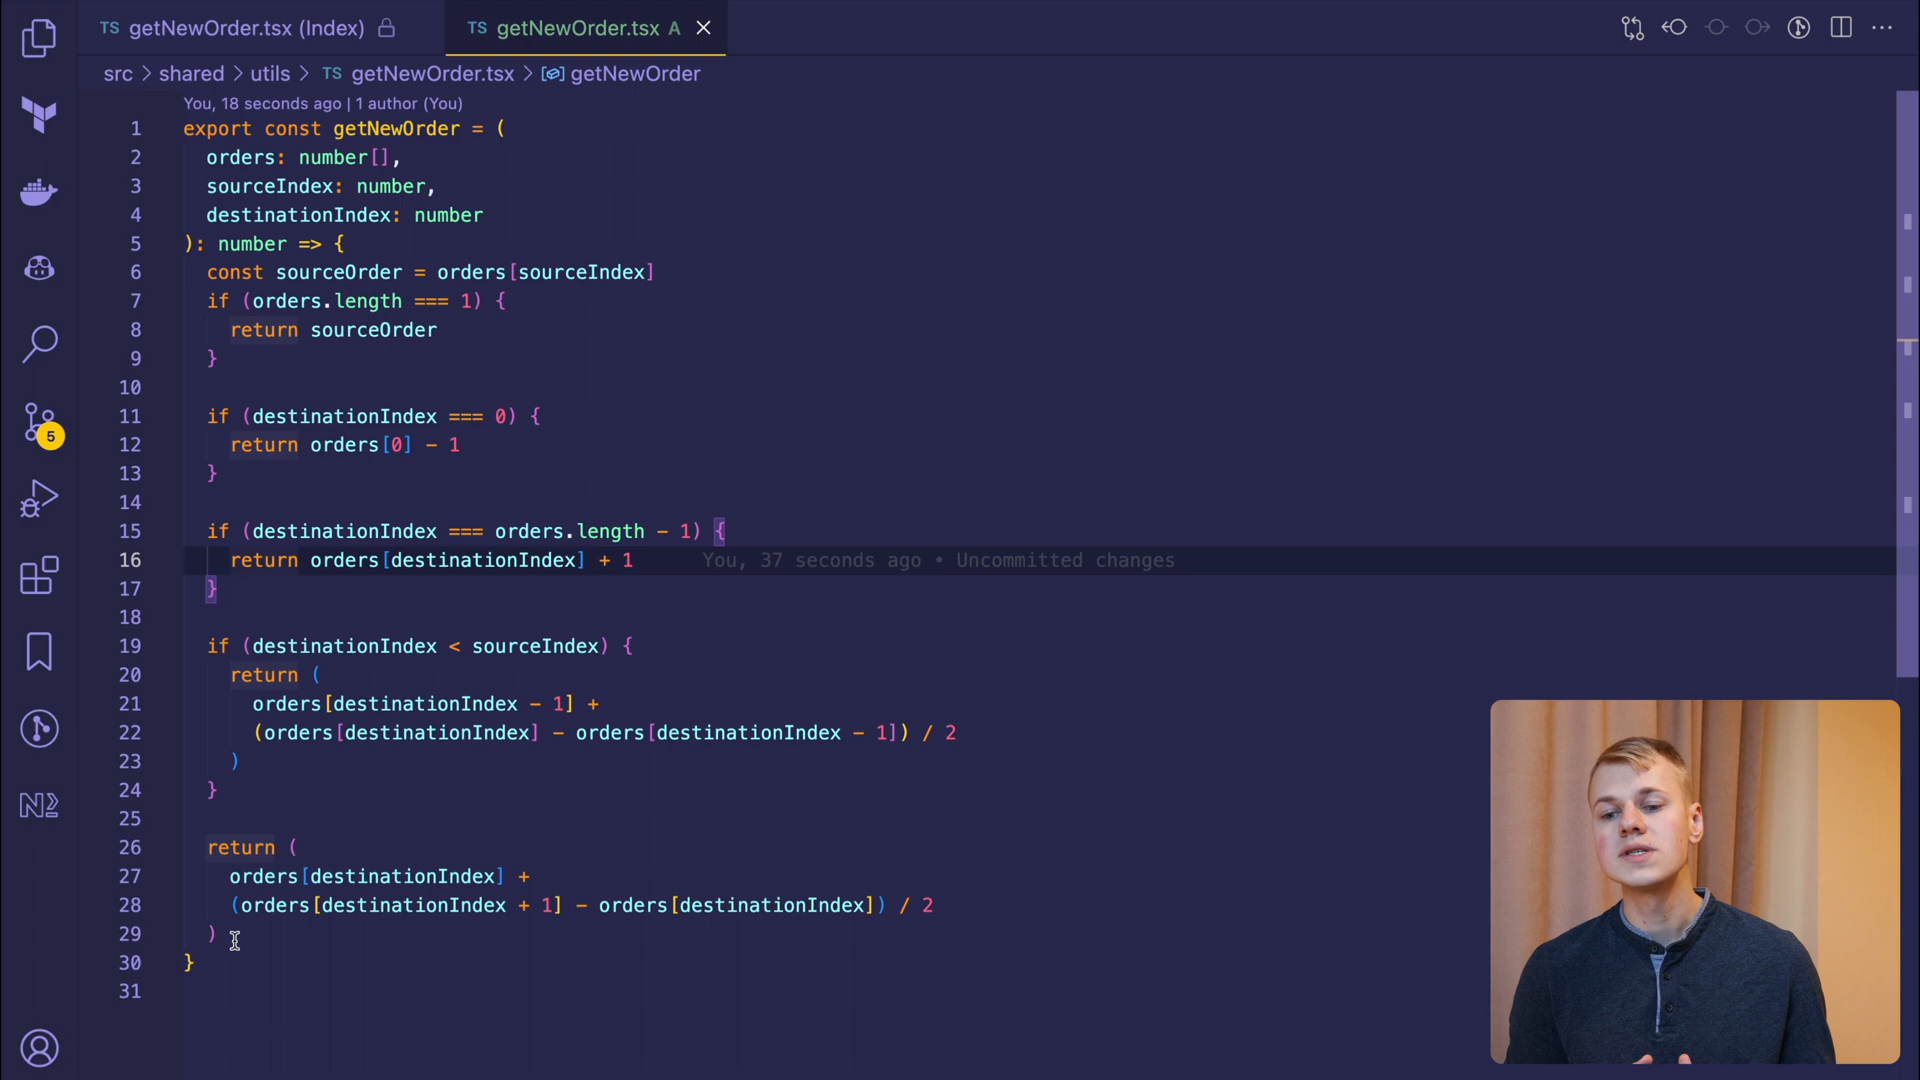 TS getNewOrder.tsx (Index)
TS getNewOrder.tsx A
src > shared > utils > TS getNewOrder.tsx > getNewOrder
You, 18 seconds ago | 1 author (You)
1 export const getNewOrder = (
2 orders: number[],
3 sourceIndex: number,
4 destinationIndex: number
5 ): number => {
6 const sourceOrder = orders[sourceIndex]
7 if (orders.length === 1) {
8 return sourceOrder
9 }
10
11 if (destinationIndex === 0) {
12 return orders[0] - 1
13 }
14
15 if (destinationIndex === orders.length - 1) {
16 return orders[destinationIndex] + 1 You, 37 seconds ago • Uncommitted changes
17 }
18
19 if (destinationIndex < sourceIndex) {
20 return (
21 orders[destinationIndex - 1] +
22 (orders[destinationIndex] - orders[destinationIndex - 1]) / 2
23 )
24 }
25
26 return (
27 orders[destinationIndex] +
28 (orders[destinationIndex + 1] - orders[destinationIndex]) / 2
29 )
30 }
31
5